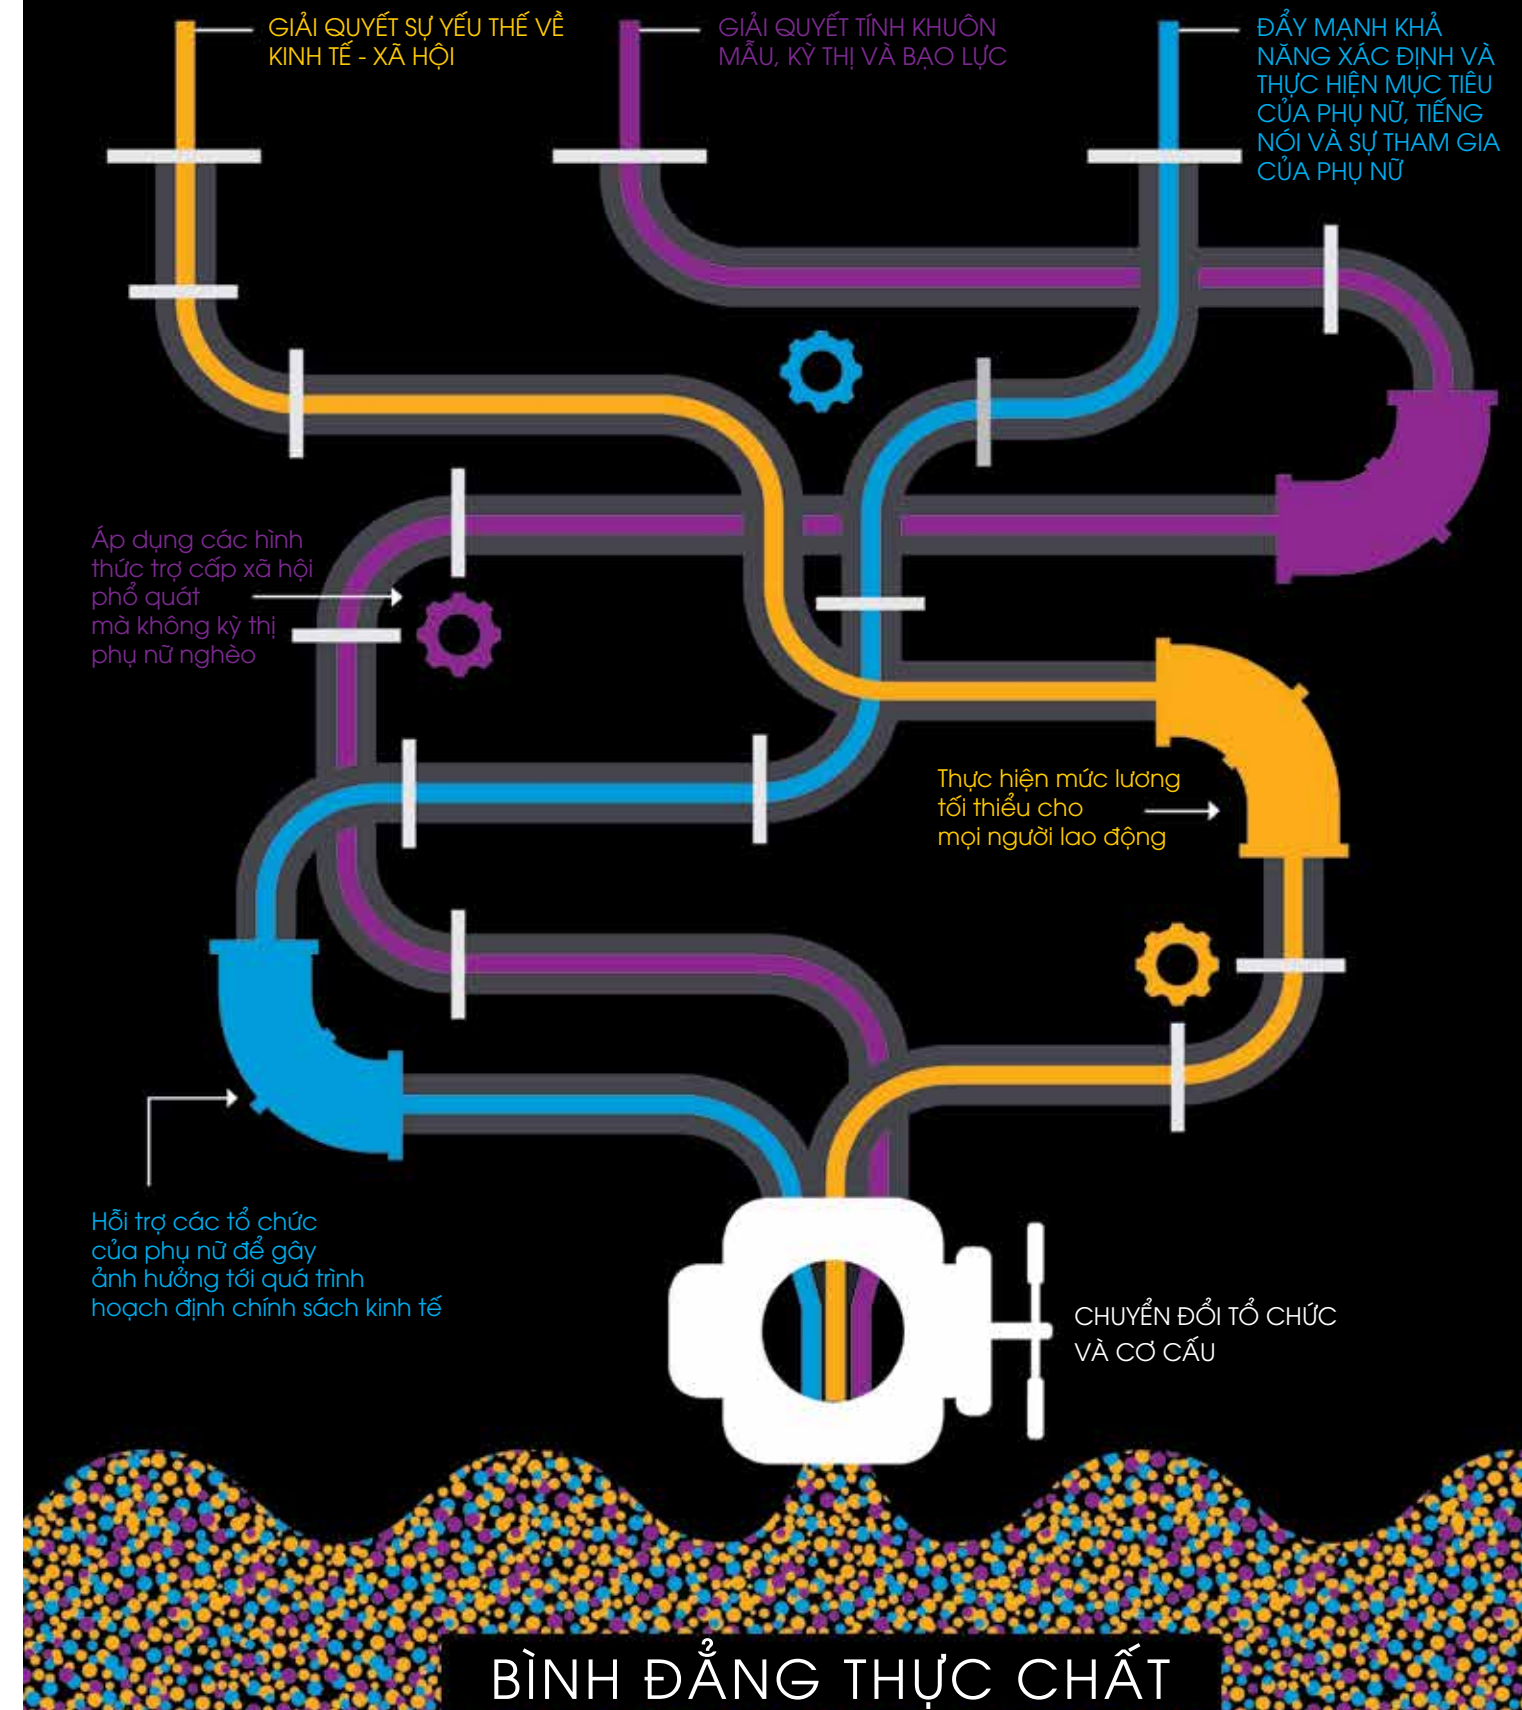 GIẢI QUYẾT SỰ YẾU THẾ VỀ
KINH TẾ - XÃ HỘI
GIẢI QUYẾT TÍNH KHUÔN
MẪU, KỲ THỊ VÀ BẠO LỰC
ĐẨY MẠNH KHẢ
NĂNG XÁC ĐỊNH VÀ
THỰC HIỆN MỤC TIÊU
CỦA PHỤ NỮ, TIẾNG
NÓI VÀ SỰ THAM GIA
CỦA PHỤ NỮ
Áp dụng các hình
thức trợ cấp xã hội
phổ quát
mà không kỳ thị
phụ nữ nghèo
Thực hiện mức lương
tối thiểu cho
mọi người lao động
Hỗi trợ các tổ chức
của phụ nữ để gây
ảnh hưởng tới quá trình
hoạch định chính sách kinh tế
CHUYỂN ĐỔI TỔ CHỨC
VÀ CƠ CẤU
BÌNH ĐẲNG THỰC CHẤT